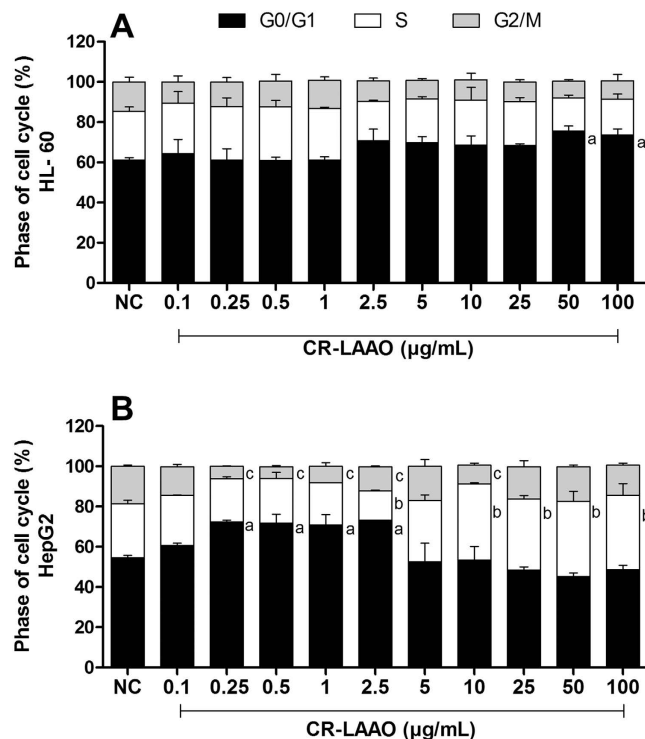 G0/G1 S G2/M
A
Phase of cell cycle (%)
HL- 60
120
100
80
60
40
20
0
a a
NC 0.1 0.25 0.5 1 2.5 5 10 25 50 100
CR-LAAO (µg/mL)
B
Phase of cell cycle (%)
HepG2
120
100
80
60
40
20
0
c c c c c
b b b b b
a a a a
NC 0.1 0.25 0.5 1 2.5 5 10 25 50 100
CR-LAAO (µg/mL)